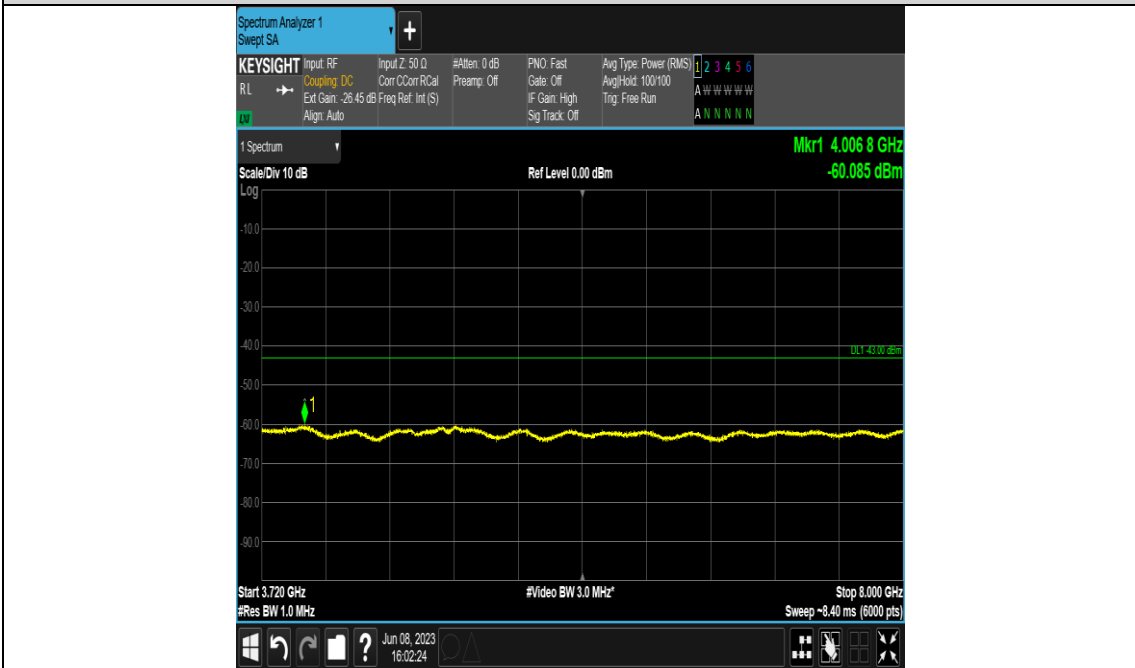 Spectrum Analyzer 1
Swept SA
+
KEYSIGHT Input: RF Input Z: 50 Ω #Atten: 0 dB PNO: Fast Avg Type: Power (RMS) 1 2 3 4 5 6
RL Coupling: DC Corr CCorr RCal Preamp: Off Gate: Off Avg|Hold: 100/100 A W W W W W
Ext Gain: -26.45 dB Freq Ref: Int (S) IF Gain: High Trig: Free Run
LXI Align: Auto Sig Track: Off A N N N N N
1 Spectrum Mkr1 4.006 8 GHz
Scale/Div 10 dB Ref Level 0.00 dBm -60.085 dBm
Log
-10.0
-20.0
-30.0
-40.0
DL1 -43.00 dBm
-50.0
1
-60.0
-70.0
-80.0
-90.0
Start 3.720 GHz #Video BW 3.0 MHz* Stop 8.000 GHz
#Res BW 1.0 MHz Sweep ~8.40 ms (6000 pts)
? Jun 08, 2023
16:02:24